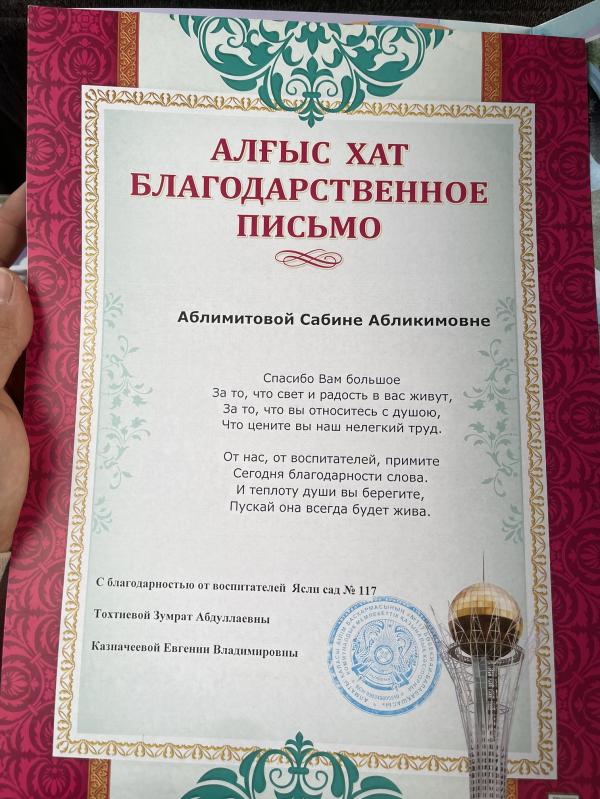 АЛҒЫС ХАТ
БЛАГОДАРСТВЕННОЕ
ПИСЬМО
Аблимитовой Сабине Абликимовне
Спасибо Вам большое
За то, что свет и радость в вас живут,
За то, что вы относитесь с душою,
Что цените вы наш нелегкий труд.
От нас, от воспитателей, примите
Сегодня благодарности слова.
И теплоту души вы берегите,
Пускай она всегда будет жива.
С благодарностью от воспитателей Ясли сад № 117
Тохтиевой Зумрат Абдуллаевны
Казначеевой Евгении Владимировны